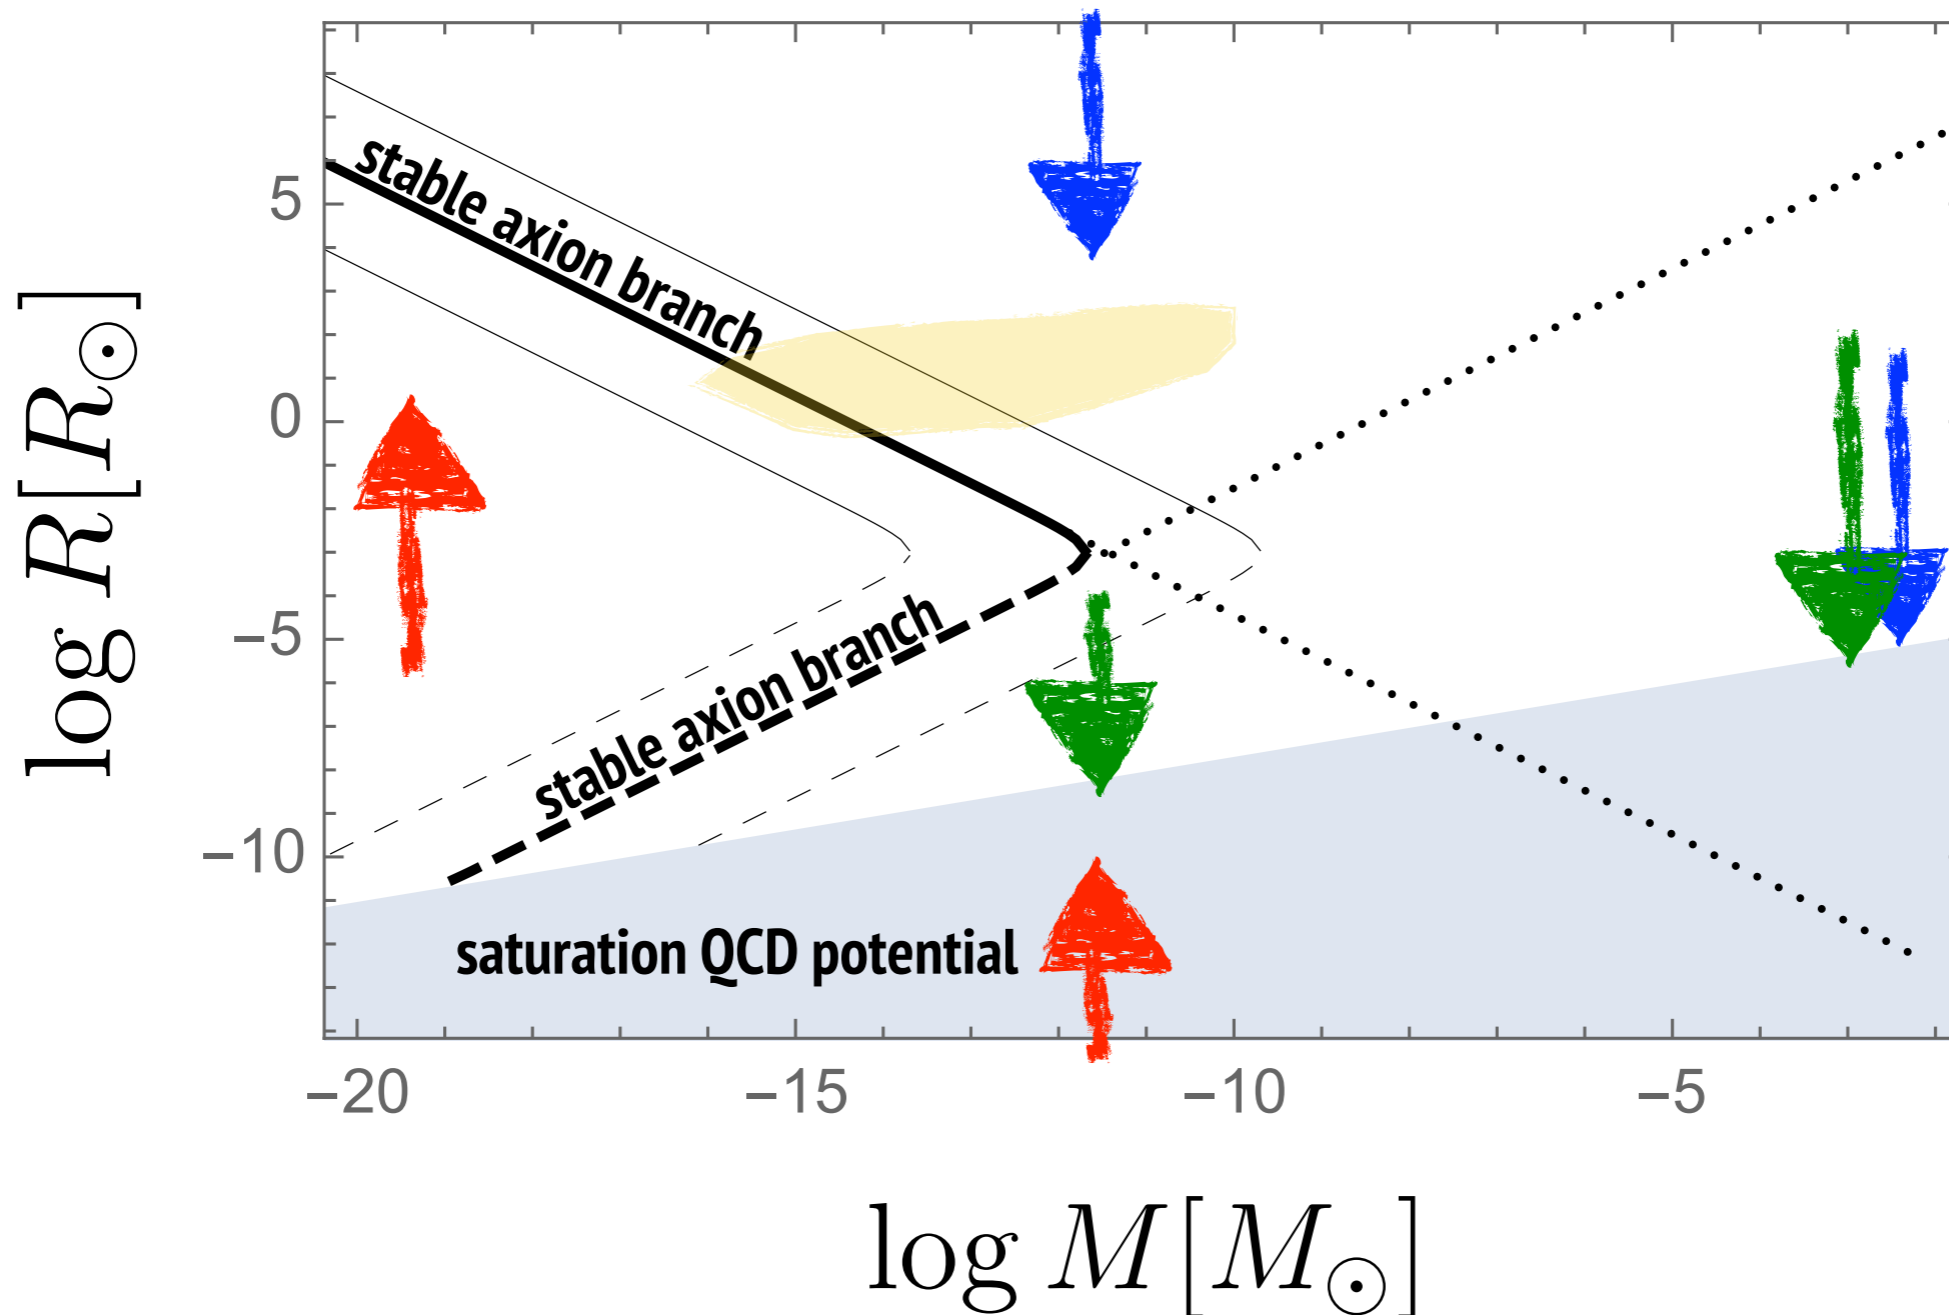 log R[R⊙]
5
0
−5
−10
stable axion branch
stable axion branch
saturation QCD potential
−20 −15 −10 −5
log M[M⊙]